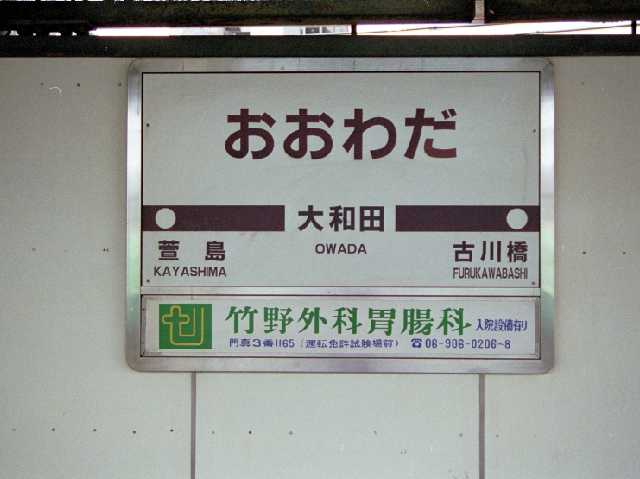 おおわだ
大和田
OWADA
萱島
KAYASHIMA
古川橋
FURUKAWABASHI
竹野外科胃腸科 入院設備有り
門真3番1165(運転免許試験場前) ☎06-906-0206~8